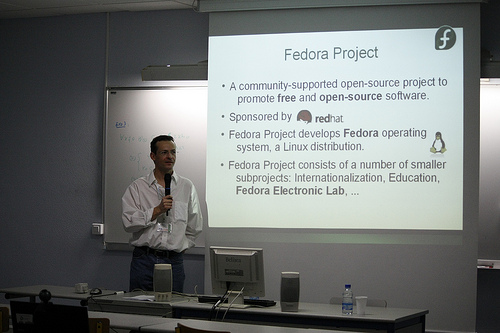 Fedora Project
• A community-supported open-source project to
promote free and open-source software.
• Sponsored by redhat
• Fedora Project develops Fedora operating
system, a Linux distribution.
• Fedora Project consists of a number of smaller
subprojects: Internationalization, Education,
Fedora Electronic Lab, ...